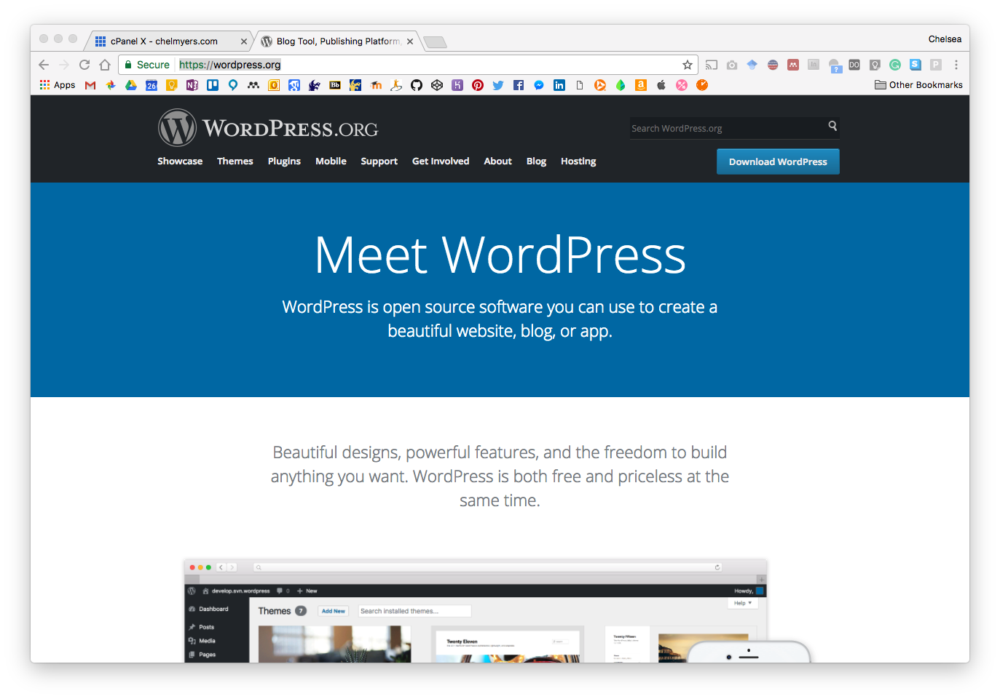 cPanel X - chelmyers.com
Blog Tool, Publishing Platform,
Chelsea
Secure
https://wordpress.org
Apps
26
Bb
Other Bookmarks
WORDPRESS.ORG
Search WordPress.org
Showcase Themes Plugins Mobile Support Get Involved About Blog Hosting
Download WordPress
Meet WordPress
WordPress is open source software you can use to create a
beautiful website, blog, or app.
Beautiful designs, powerful features, and the freedom to build
anything you want. WordPress is both free and priceless at the
same time.
develop.svn.wordpress 0 + New
Howdy,
Help
Dashboard
Themes 7 Add New Search installed themes...
Posts
Media
Pages
Twenty Eleven
Twenty Fifteen